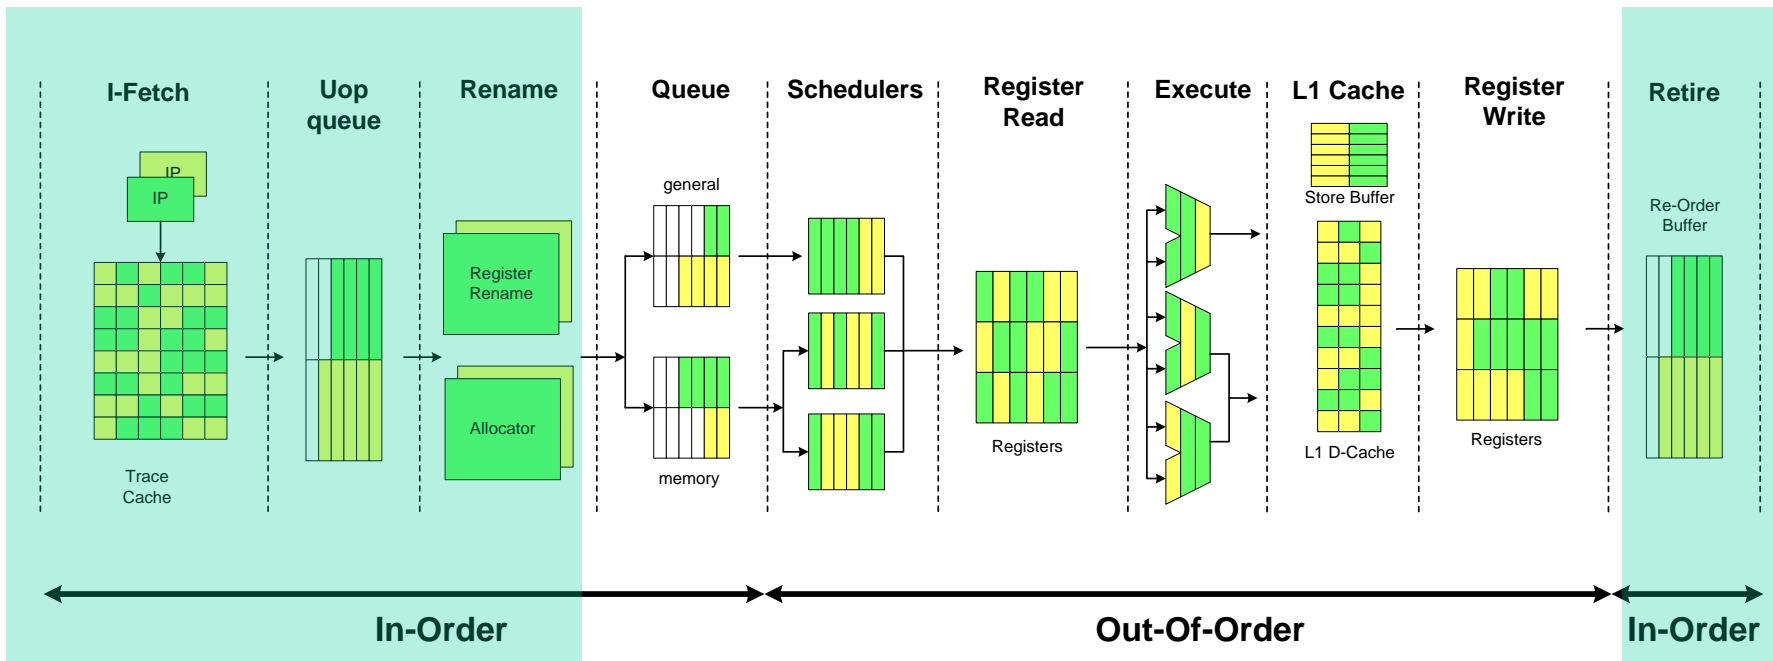 I-Fetch
Uop
queue
Rename
Queue
Schedulers
Register
Read
Execute
L1 Cache
Register
Write
Retire
IP
IP
general
Store Buffer
Re-Order
Buffer
Register
Rename
Allocator
Trace
Cache
memory
Registers
L1 D-Cache
Registers
In-Order
Out-Of-Order
In-Order